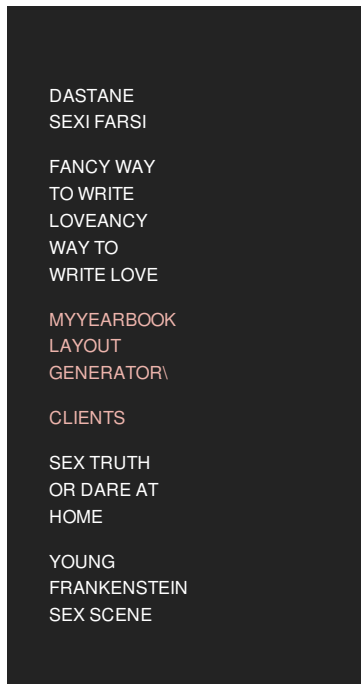 DASTANE
SEXI FARSI
FANCY WAY
TO WRITE
LOVEANCY
WAY TO
WRITE LOVE
MYYEARBOOK
LAYOUT
GENERATOR\
CLIENTS
SEX TRUTH
OR DARE AT
HOME
YOUNG
FRANKENSTEIN
SEX SCENE